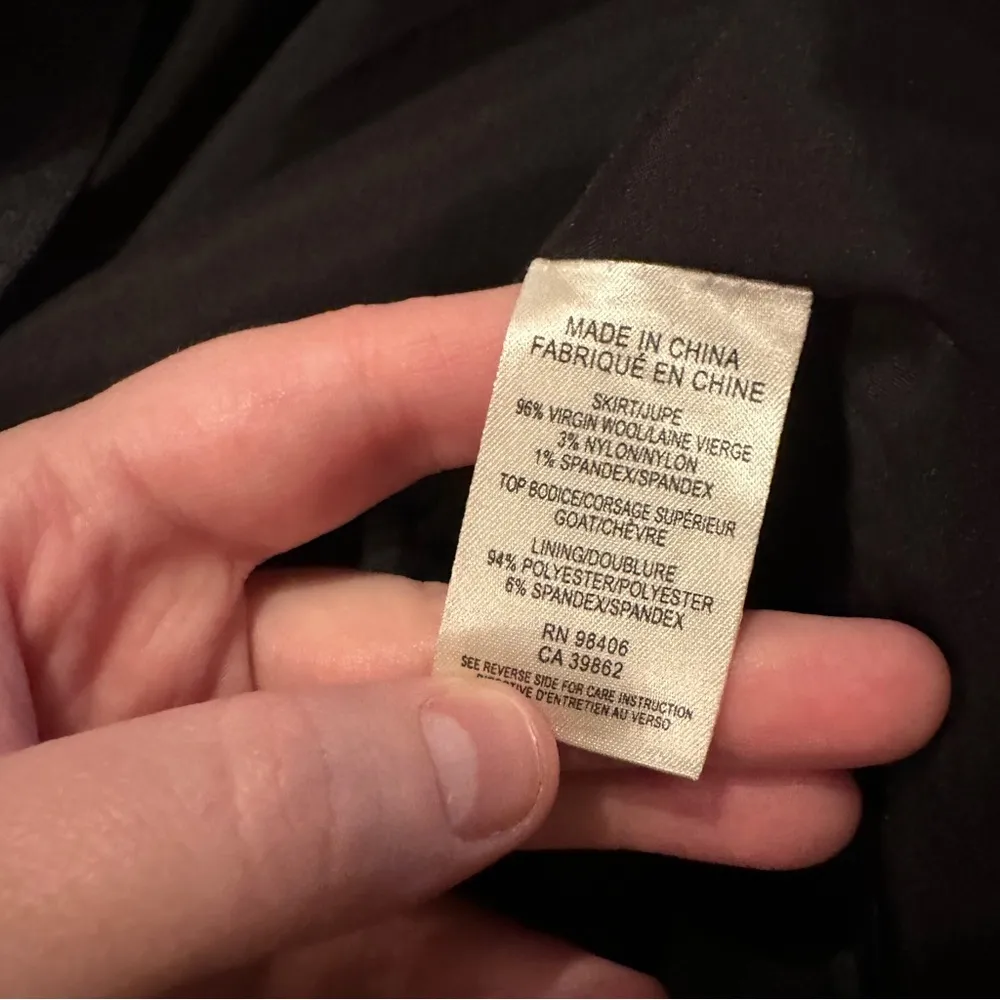 MADE IN CHINA
FABRIQUÉ EN CHINE
SKIRT/JUPE
96% VIRGIN WOOL/LAINE VIERGE
3% NYLON/NYLON
1% SPANDEX/SPANDEX
TOP BODICE/CORSAGE SUPÉRIEUR
GOAT/CHÈVRE
LINING/DOUBLURE
94% POLYESTER/POLYESTER
6% SPANDEX/SPANDEX
RN 98406
CA 39862
SEE REVERSE SIDE FOR CARE INSTRUCTION
D'ENTRETIEN AU VERSO